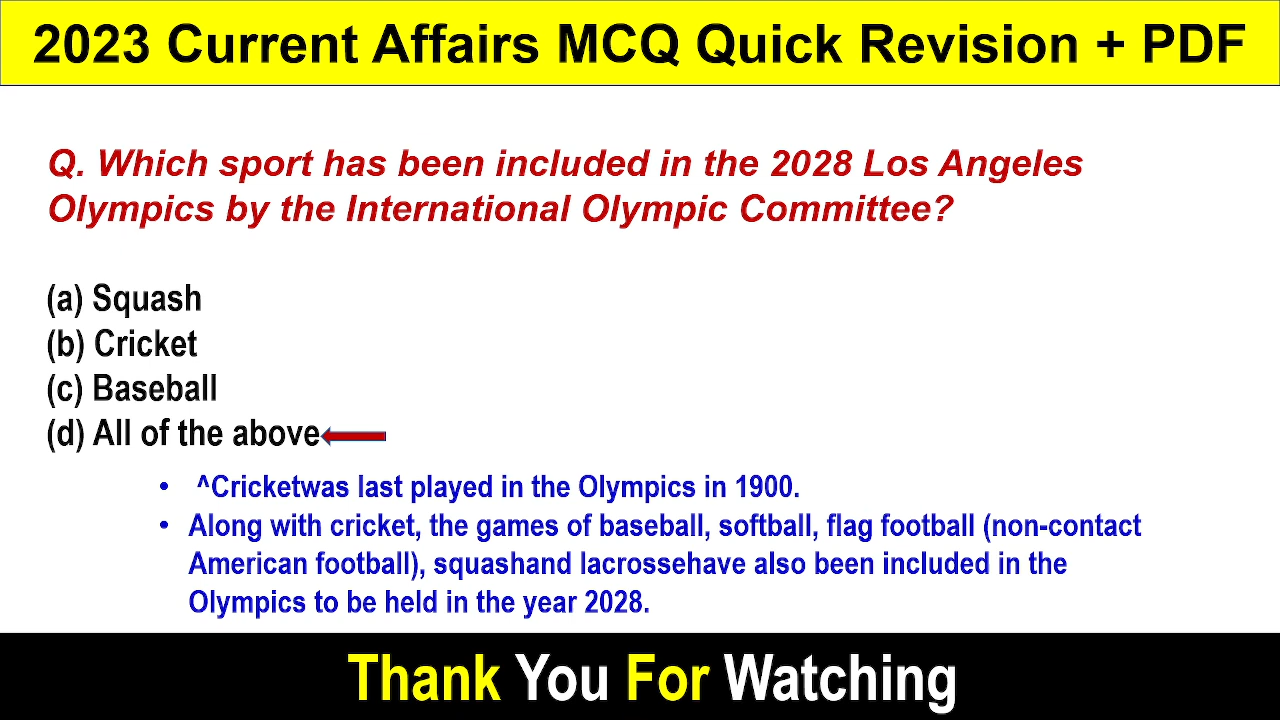 2023 Current Affairs MCQ Quick Revision + PDF
Q. Which sport has been included in the 2028 Los Angeles
Olympics by the International Olympic Committee?
(a) Squash
(b) Cricket
(c) Baseball
(d) All of the above
• ^Cricketwas last played in the Olympics in 1900.
• Along with cricket, the games of baseball, softball, flag football (non-contact
American football), squashand lacrossehave also been included in the
Olympics to be held in the year 2028.
Thank You For Watching